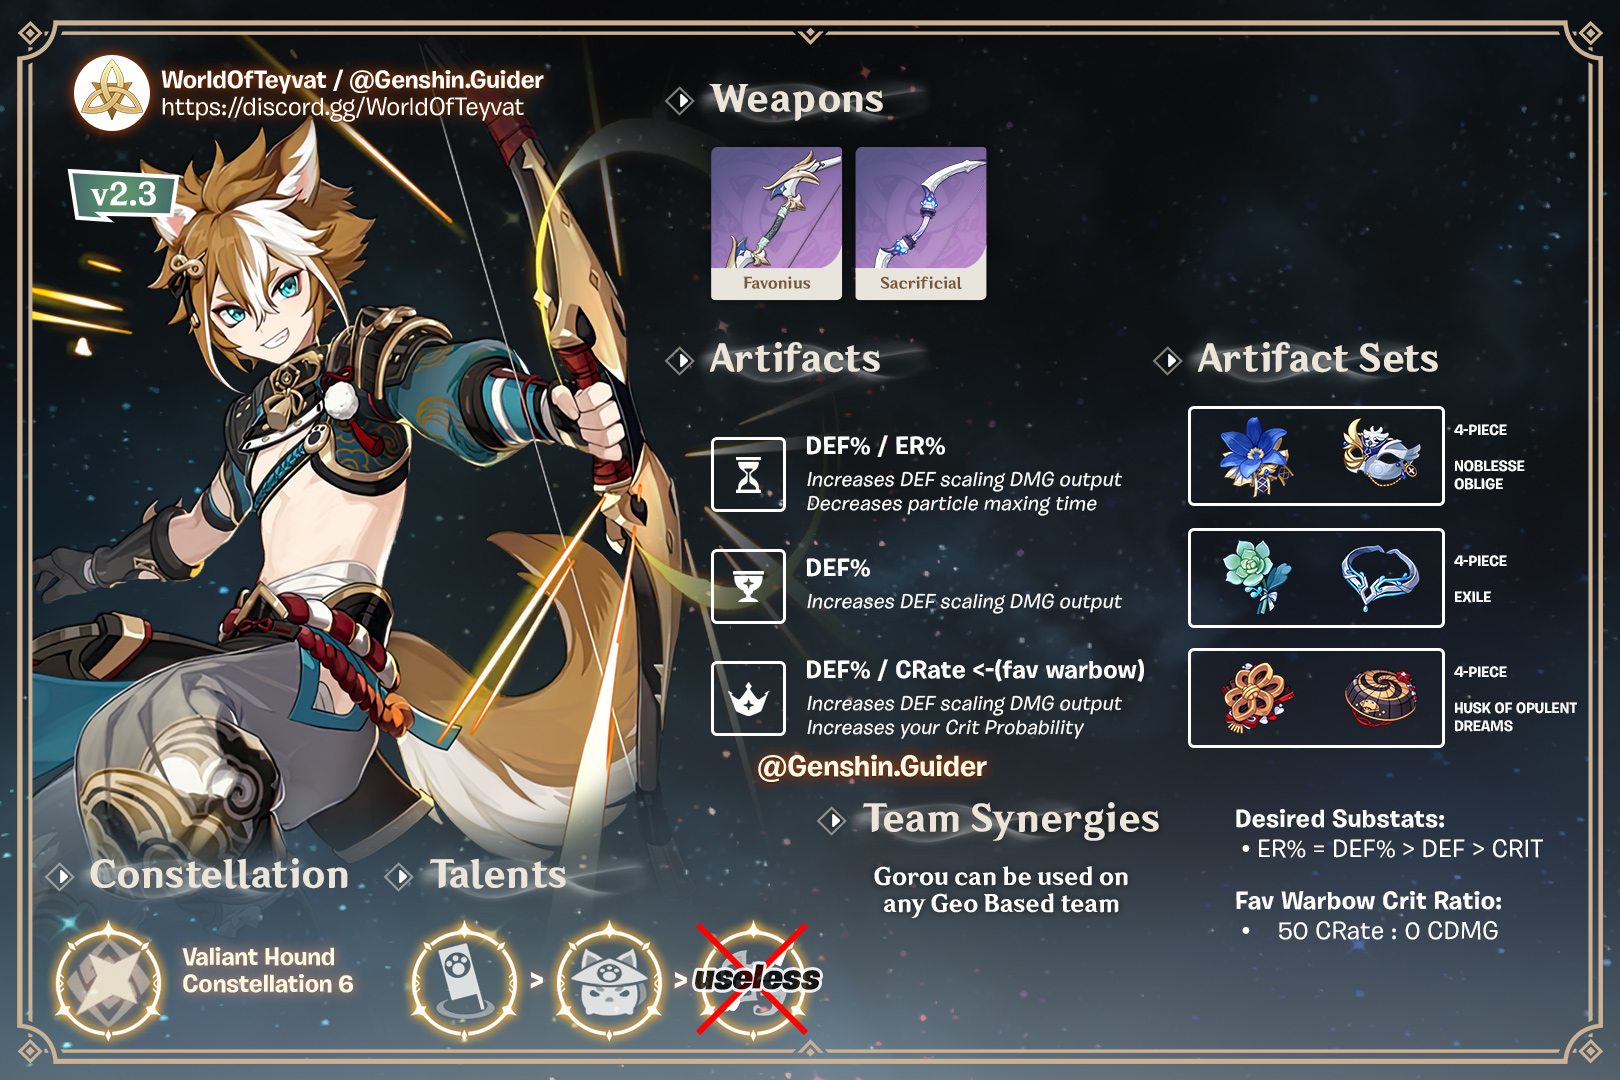 WorldOfTeyvat / @Genshin.Guider
https://discord.gg/WorldOfTeyvat
v2.3
Weapons
Favonius
Sacrificial
Artifacts
DEF% / ER%
Increases DEF scaling DMG output
Decreases particle maxing time
DEF%
Increases DEF scaling DMG output
DEF% / CRate <-(fav warbow)
Increases DEF scaling DMG output
Increases your Crit Probability
@Genshin.Guider
Artifact Sets
4-PIECE
NOBLESSE
OBLIGE
4-PIECE
EXILE
4-PIECE
HUSK OF OPULENT
DREAMS
Team Synergies
Gorou can be used on
any Geo Based team
Desired Substats:
• ER% = DEF% > DEF > CRIT
Fav Warbow Crit Ratio:
• 50 CRate : 0 CDMG
Constellation
Valiant Hound
Constellation 6
Talents
> > useless